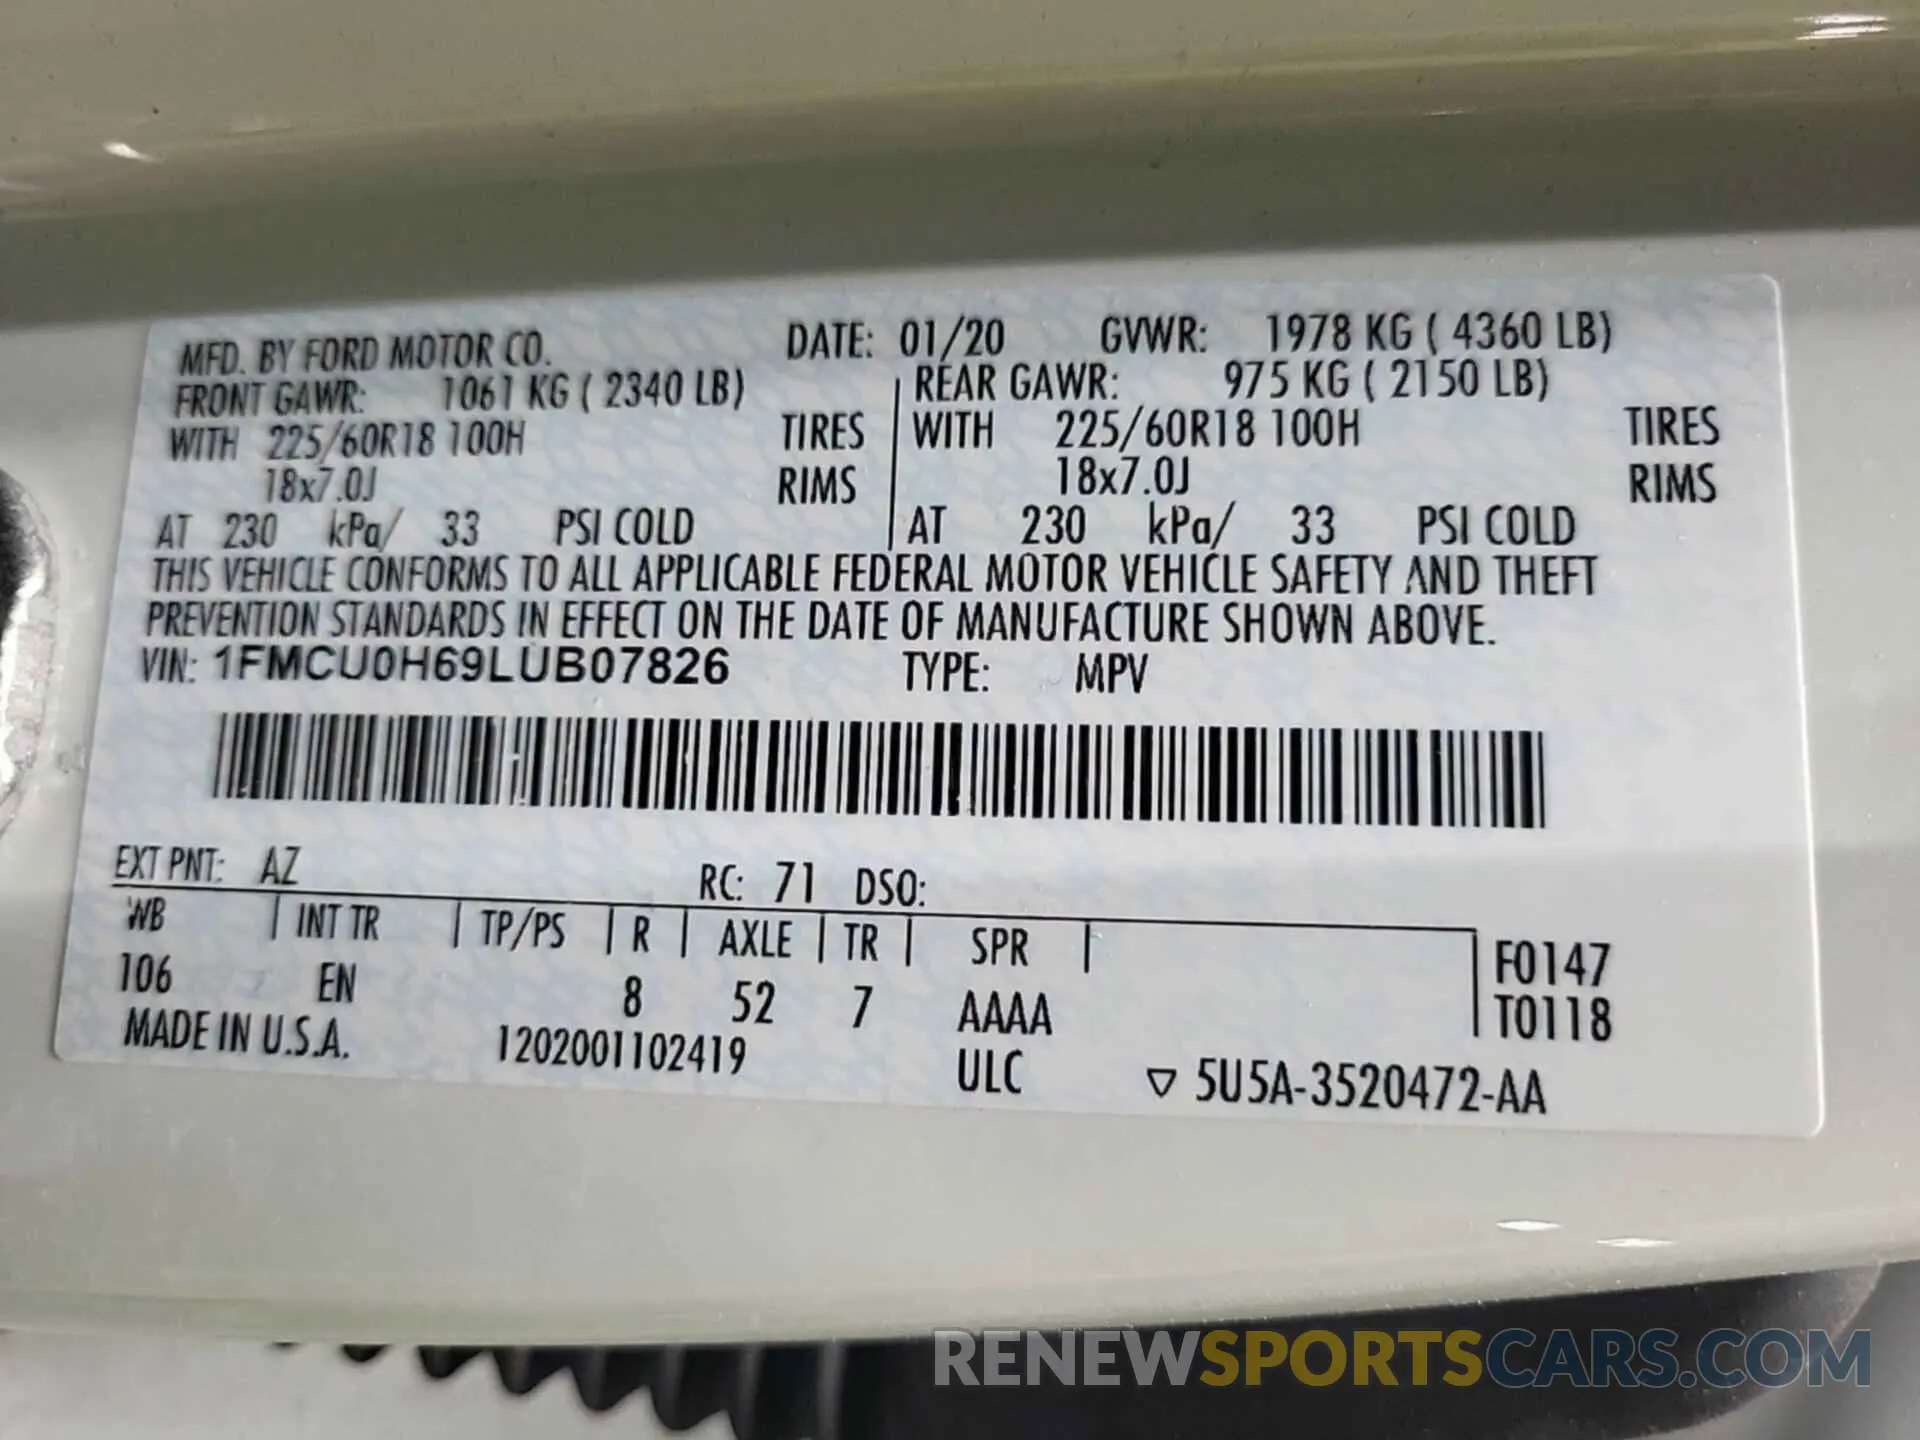 MFD. BY FORD MOTOR CO. DATE: 01/20 GVWR: 1978 KG ( 4360 LB)
FRONT GAWR: 1061 KG ( 2340 LB) REAR GAWR: 975 KG ( 2150 LB)
WITH 225/60R18 100H TIRES WITH 225/60R18 100H TIRES
18x7.0J RIMS 18x7.0J RIMS
AT 230 kPa/ 33 PSI COLD AT 230 kPa/ 33 PSI COLD
THIS VEHICLE CONFORMS TO ALL APPLICABLE FEDERAL MOTOR VEHICLE SAFETY AND THEFT
PREVENTION STANDARDS IN EFFECT ON THE DATE OF MANUFACTURE SHOWN ABOVE.
VIN: 1FMCU0H69LUB07826 TYPE: MPV
EXT PNT: AZ RC: 71 DSO:
WB INT TR TP/PS R AXLE TR SPR F0147
106 EN 8 52 7 AAAA T0118
MADE IN U.S.A. 1202001102419 ULC ▽ 5U5A-3520472-AA
RENEWSPORTSCARS.COM